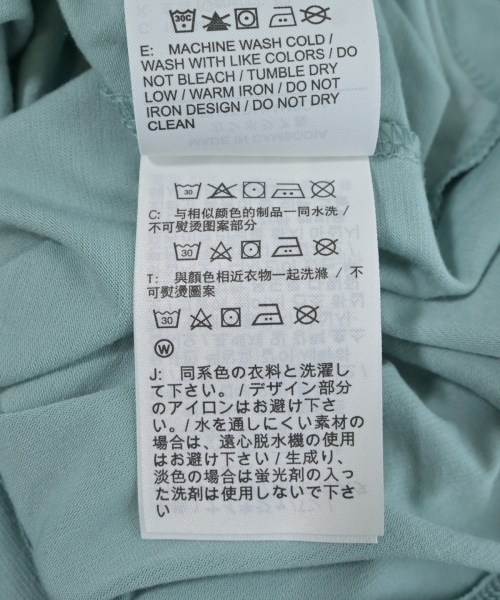 30C
E: MACHINE WASH COLD /
WASH WITH LIKE COLORS / DO
NOT BLEACH / TUMBLE DRY
LOW / WARM IRON / DO NOT
IRON DESIGN / DO NOT DRY
CLEAN
30
C: 与相似颜色的制品一同水洗 /
不可熨烫图案部分
30
T: 與顏色相近衣物一起洗滌 / 不
可熨燙圖案
30
W
J: 同系色の衣料と洗濯し
て下さい。/ デザイン部分
のアイロンはお避け下さ
い。/ 水を通しにくい素材の
場合は、遠心脱水機の使用
はお避け下さい / 生成り、
淡色の場合は蛍光剤の入っ
た洗剤は使用しないで下さ
い